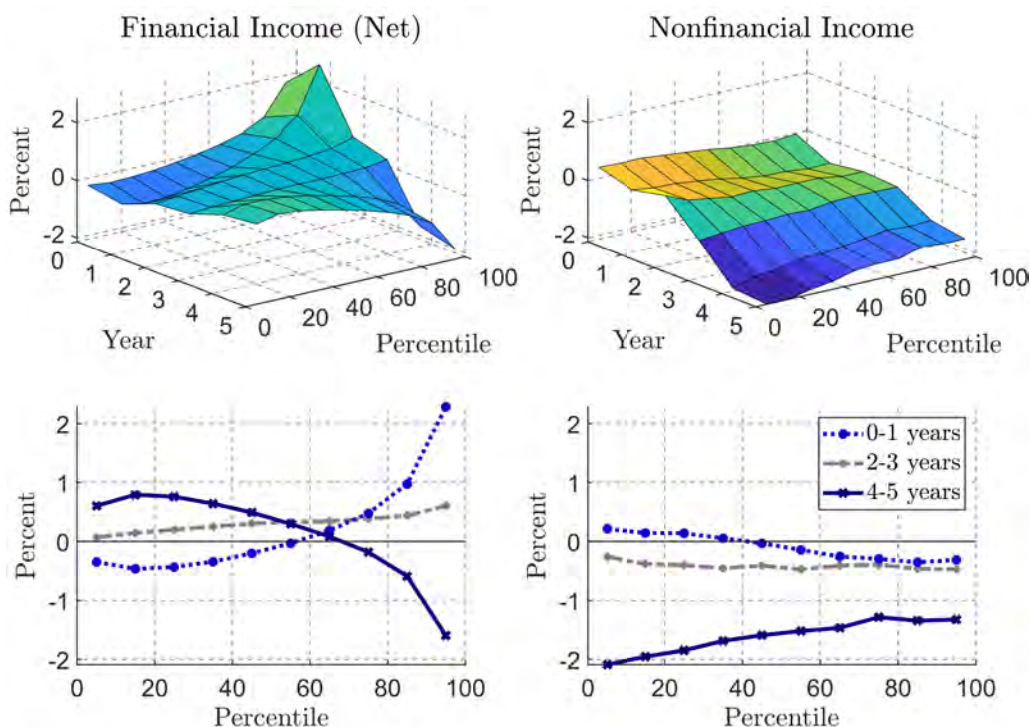 Financial Income (Net)
Nonfinancial Income
Percent
2
0
-2
0
1
2
3
4
5
Year
0
20
40
60
80
100
Percentile
Percent
2
0
-2
0
1
2
3
4
5
Year
0
20
40
60
80
100
Percentile
Percent
2
1
0
-1
-2
0 20 40 60 80 100
Percentile
Percent
2
1
0
-1
-2
0-1 years
2-3 years
4-5 years
0 20 40 60 80 100
Percentile